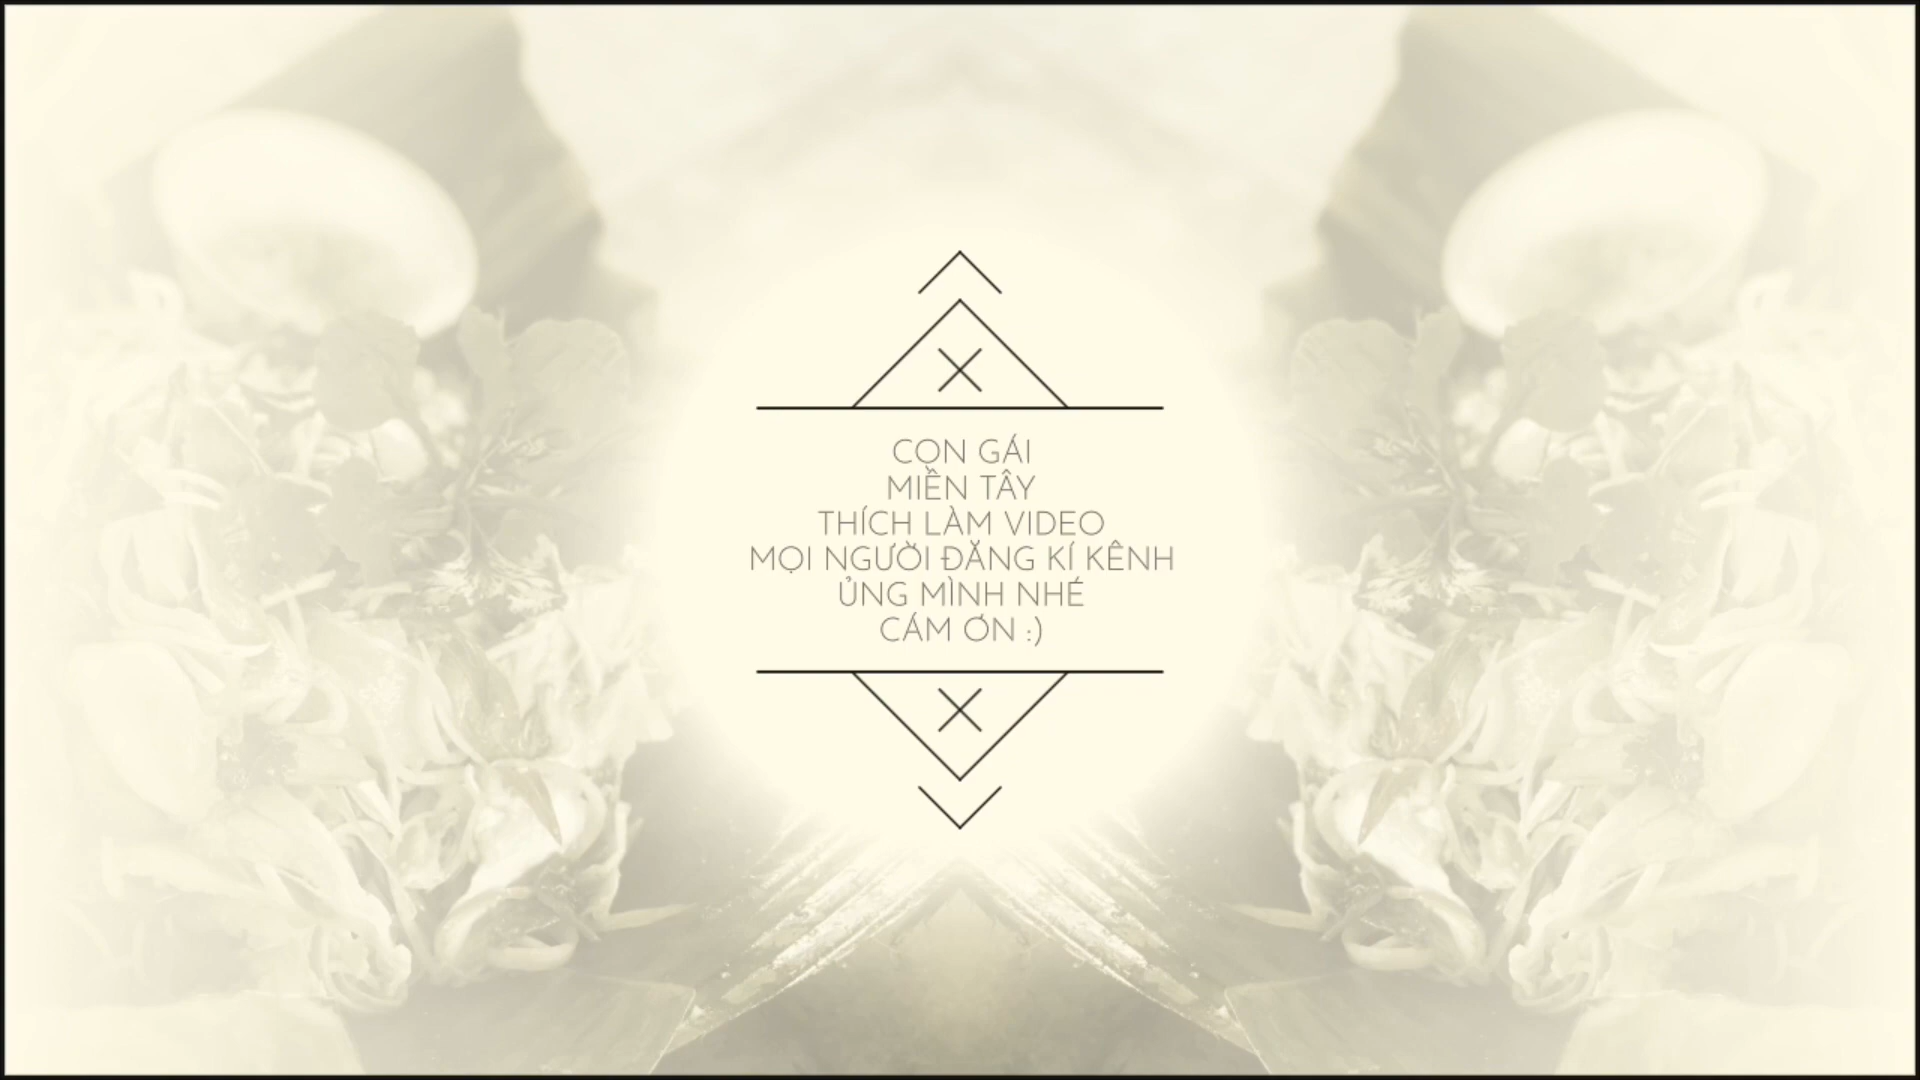 CON GÁI
MIỀN TÂY
THÍCH LÀM VIDEO
MỌI NGƯỜI ĐĂNG KÍ KÊNH
ỦNG MÌNH NHÉ
CÁM ƠN :)